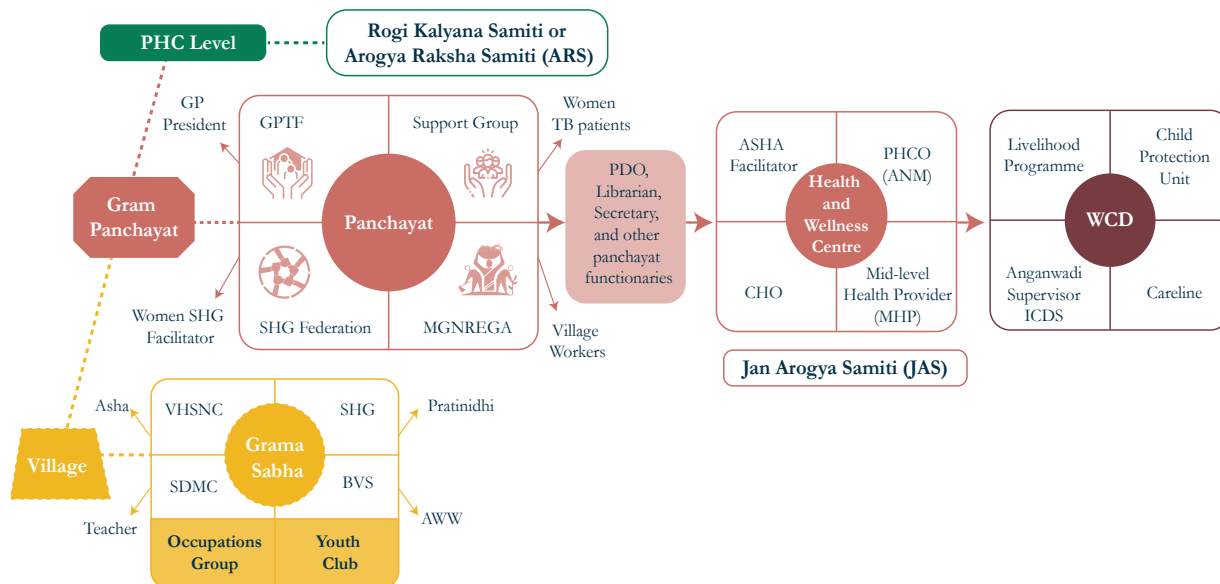 PHC Level
Rogi Kalyana Samiti or
Arogya Raksha Samiti (ARS)
GP
President
GPTF
Support Group
Women
TB patients
Gram
Panchayat
Panchayat
SHG Federation
MGNREGA
Women SHG
Facilitator
Village
Workers
PDO,
Librarian,
Secretary,
and other
panchayat
functionaries
ASHA
Facilitator
PHCO
(ANM)
Health
and
Wellness
Centre
CHO
Mid-level
Health Provider
(MHP)
Jan Arogya Samiti (JAS)
Livelihood
Programme
Child
Protection
Unit
WCD
Anganwadi
Supervisor
ICDS
Careline
Village
Asha
VHSNC
SHG
Pratinidhi
Grama
Sabha
SDMC
BVS
Teacher
AWW
Occupations
Group
Youth
Club